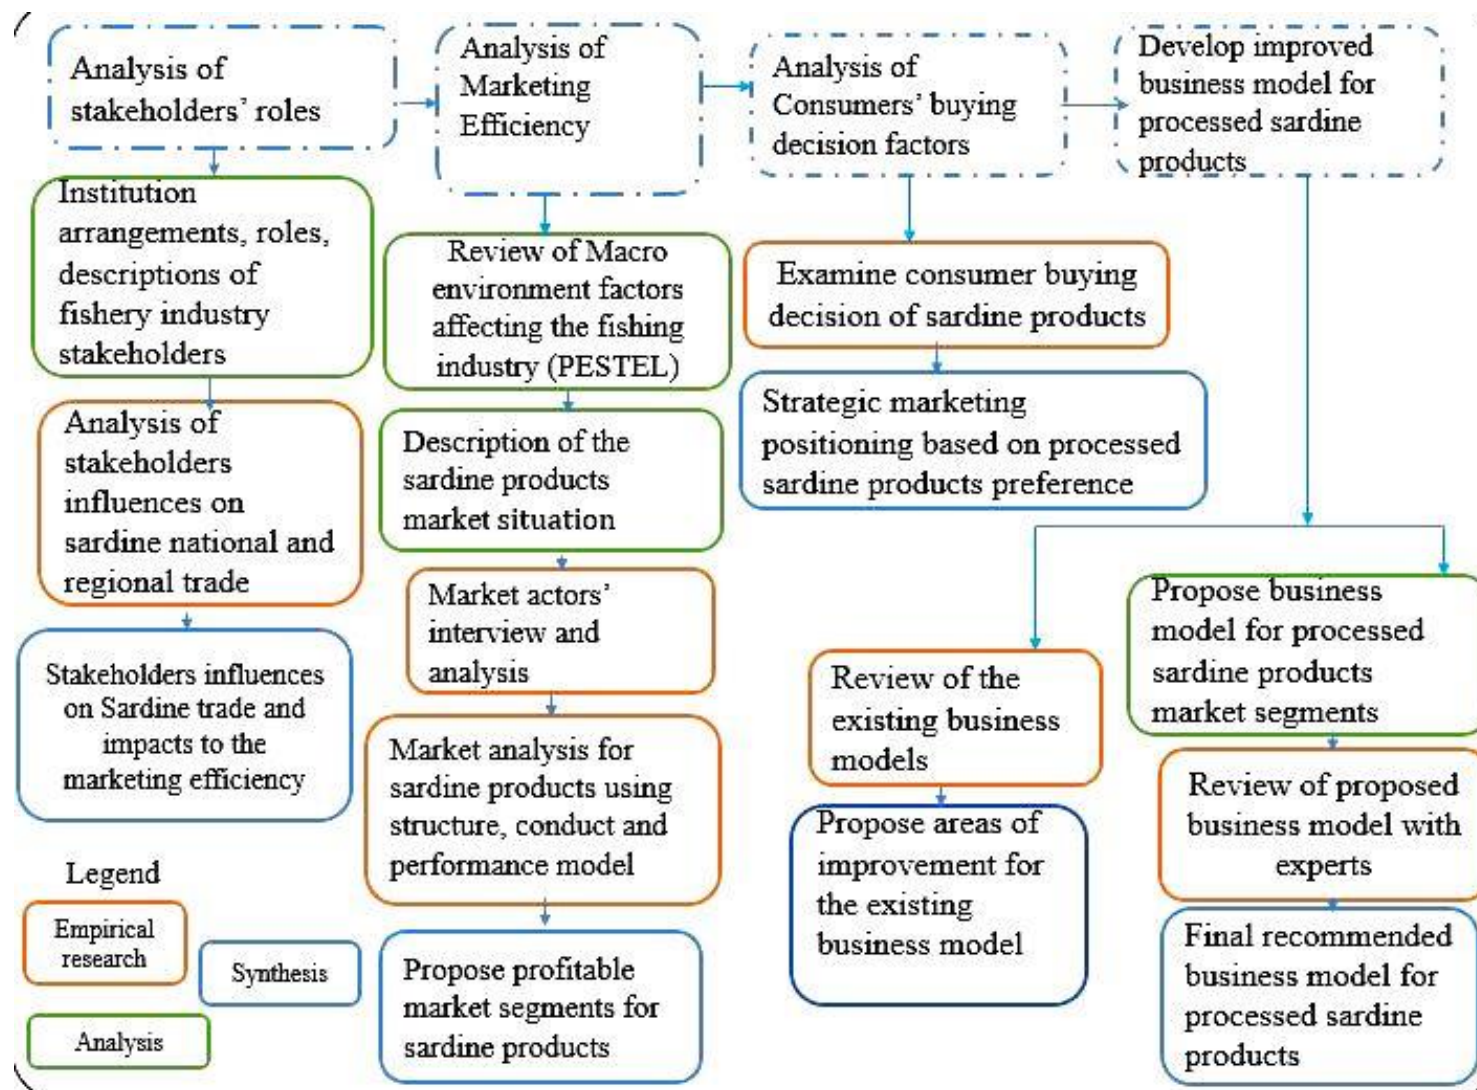 Analysis of
stakeholders’ roles
Analysis of
Marketing
Efficiency
Analysis of
Consumers’ buying
decision factors
Develop improved
business model for
processed sardine
products
Institution
arrangements, roles,
descriptions of
fishery industry
stakeholders
Analysis of
stakeholders
influences on
sardine national and
regional trade
Stakeholders influences
on Sardine trade and
impacts to the
marketing efficiency
Review of Macro
environment factors
affecting the fishing
industry (PESTEL)
Description of the
sardine products
market situation
Market actors’
interview and
analysis
Market analysis for
sardine products using
structure, conduct and
performance model
Propose profitable
market segments for
sardine products
Examine consumer buying
decision of sardine products
Strategic marketing
positioning based on processed
sardine products preference
Review of the
existing business
models
Propose areas of
improvement for
the existing
business model
Propose business
model for processed
sardine products
market segments
Review of proposed
business model with
experts
Final recommended
business model for
processed sardine
products
Legend
Empirical
research
Synthesis
Analysis